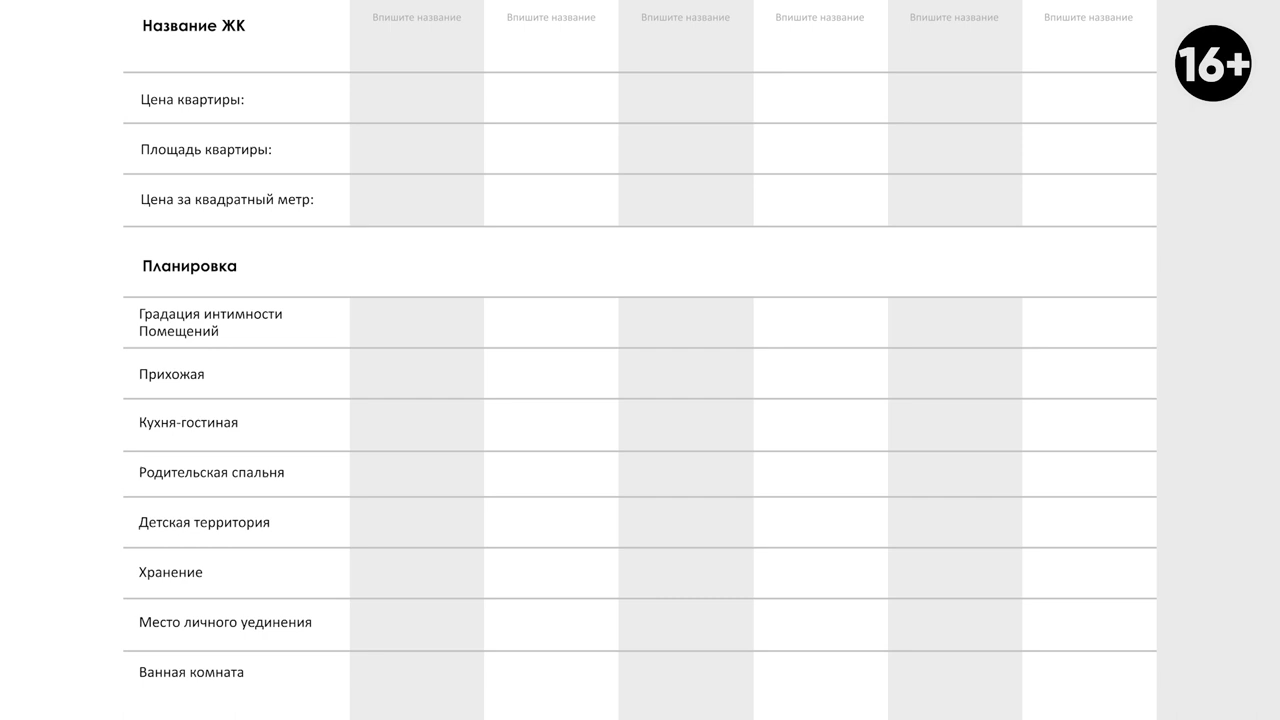 Название ЖК
Впишите название
Впишите название
Впишите название
Впишите название
Впишите название
Впишите название
16+
Цена квартиры:
Площадь квартиры:
Цена за квадратный метр:
Планировка
Градация интимности
Помещений
Прихожая
Кухня-гостиная
Родительская спальня
Детская территория
Хранение
Место личного уединения
Ванная комната